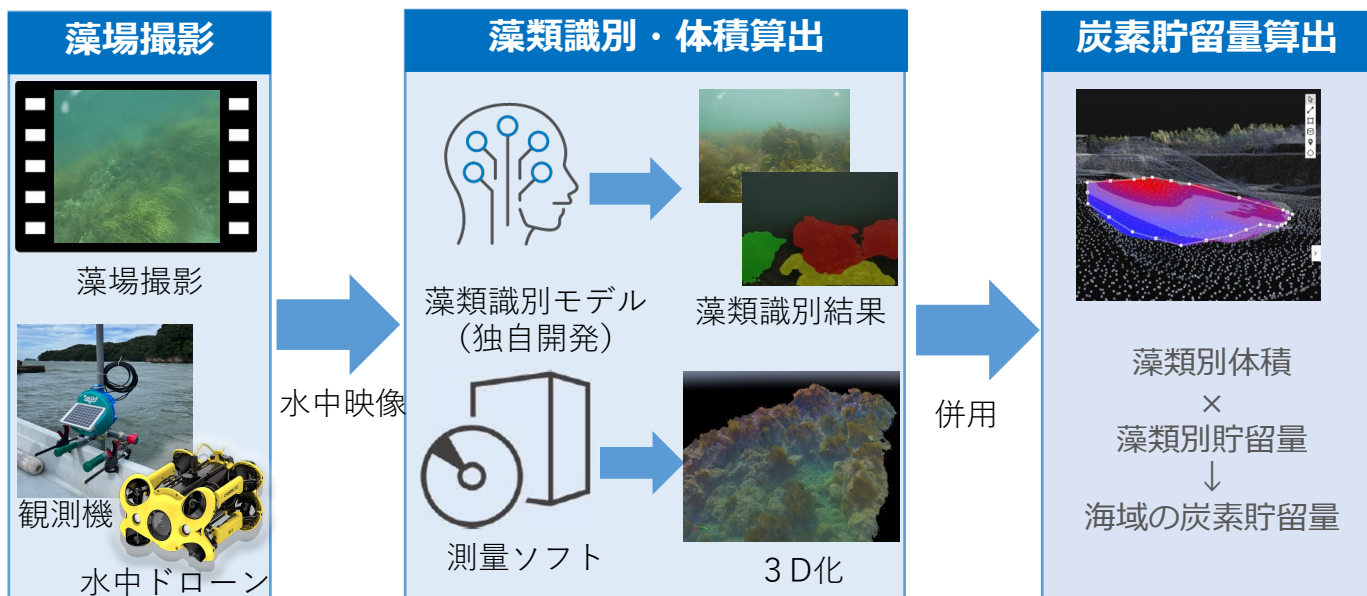 藻場撮影
藻場撮影
観測機
水中ドローン
水中映像
藻類識別・体積算出
藻類識別モデル
(独自開発)
藻類識別結果
測量ソフト
３D化
併用
炭素貯留量算出
藻類別体積
×
藻類別貯留量
↓
海域の炭素貯留量